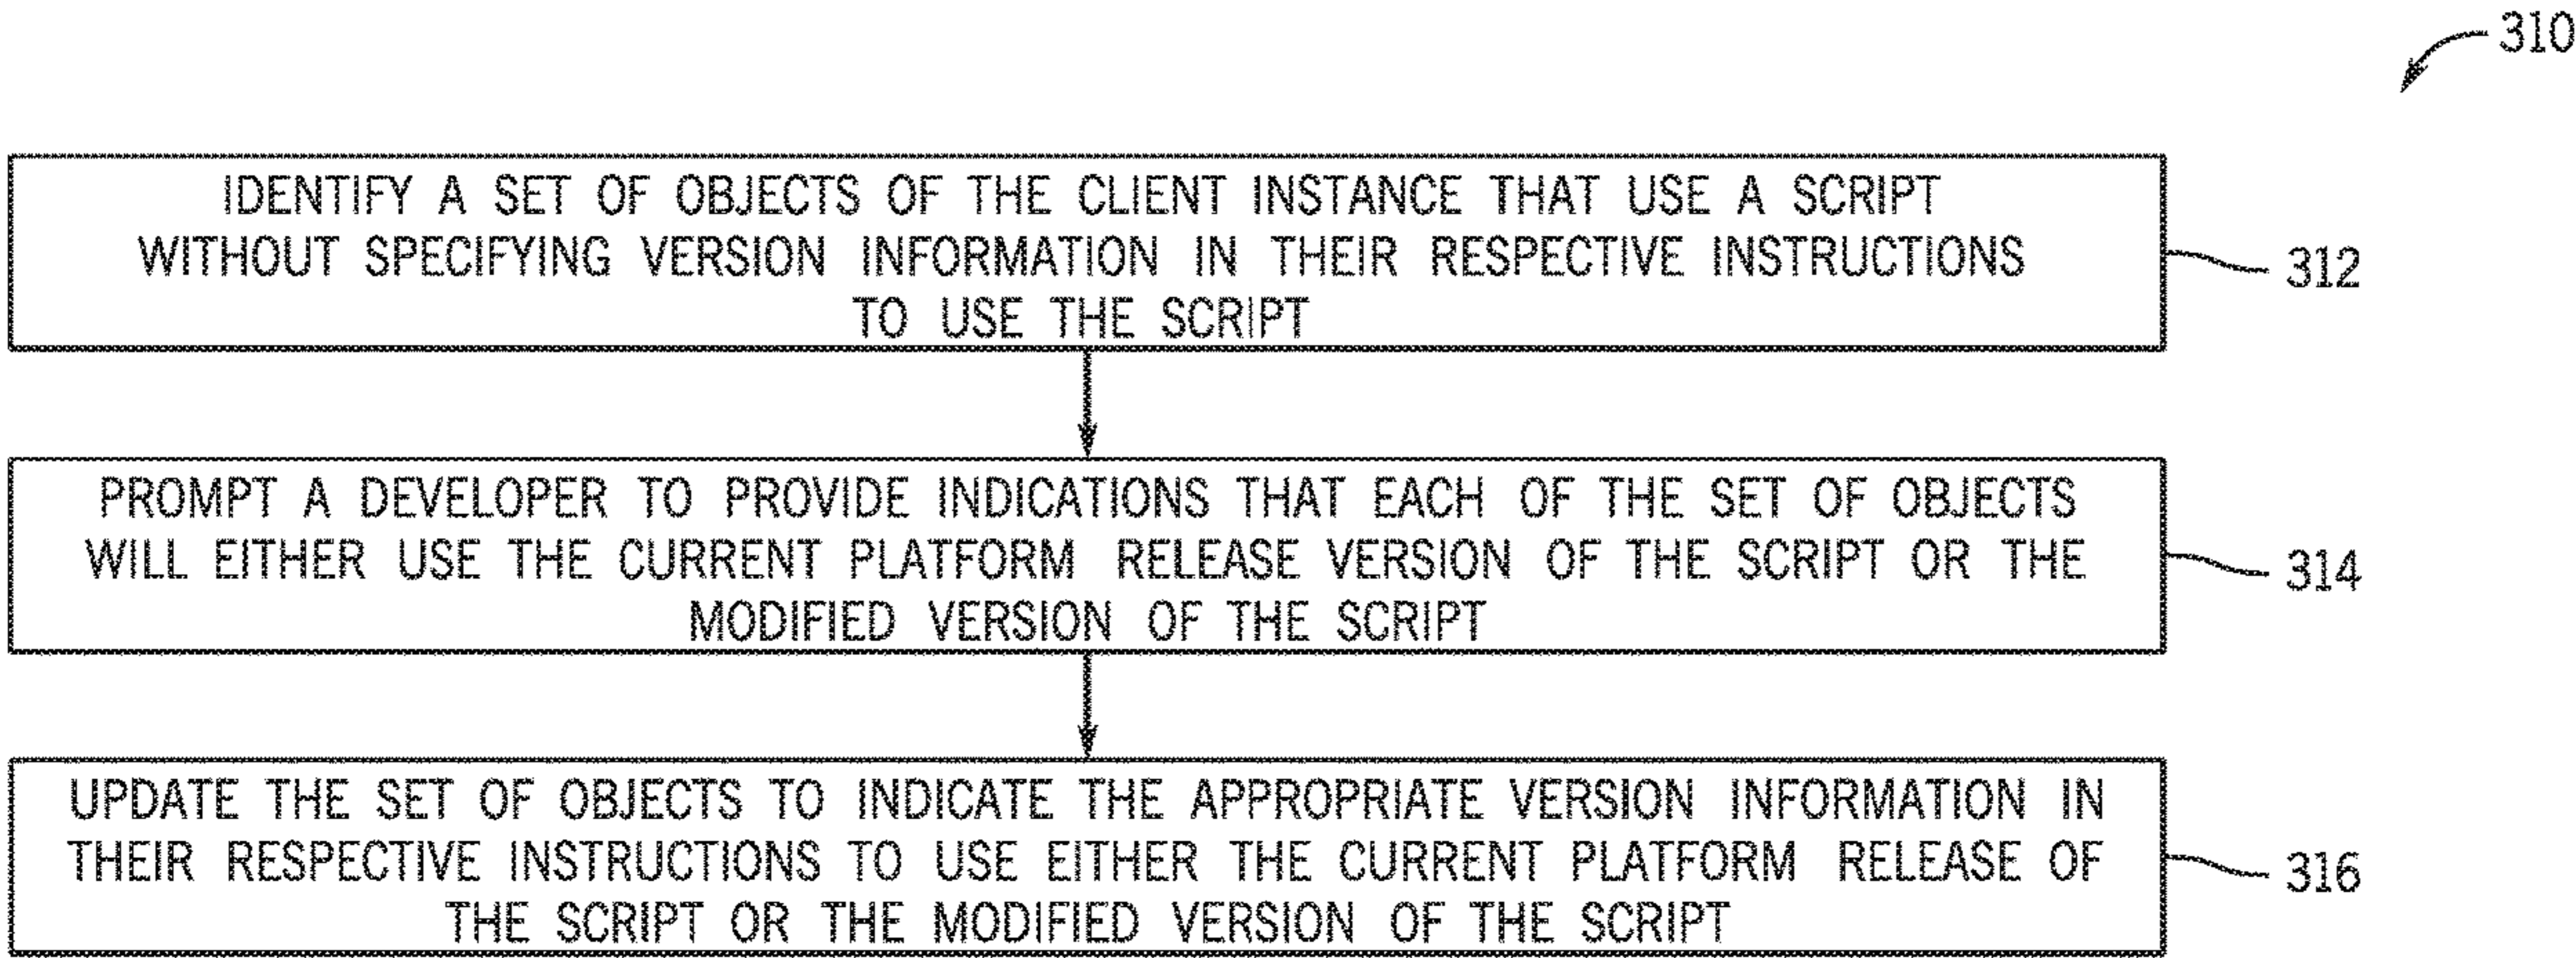 310
IDENTIFY A SET OF OBJECTS OF THE CLIENT INSTANCE THAT USE A SCRIPT
WITHOUT SPECIFYING VERSION INFORMATION IN THEIR RESPECTIVE INSTRUCTIONS
TO USE THE SCRIPT
312
PROMPT A DEVELOPER TO PROVIDE INDICATIONS THAT EACH OF THE SET OF OBJECTS
WILL EITHER USE THE CURRENT PLATFORM RELEASE VERSION OF THE SCRIPT OR THE
MODIFIED VERSION OF THE SCRIPT
314
UPDATE THE SET OF OBJECTS TO INDICATE THE APPROPRIATE VERSION INFORMATION IN
THEIR RESPECTIVE INSTRUCTIONS TO USE EITHER THE CURRENT PLATFORM RELEASE OF
THE SCRIPT OR THE MODIFIED VERSION OF THE SCRIPT
316